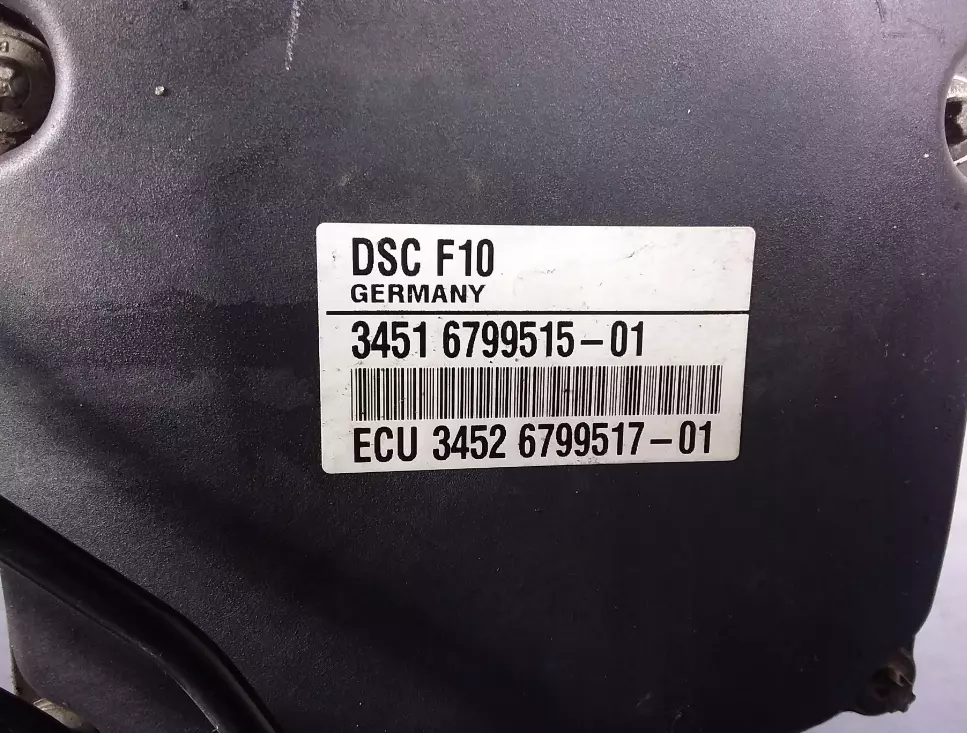 DSC F10
GERMANY
3451 6799515-01
ECU 3452 6799517-01